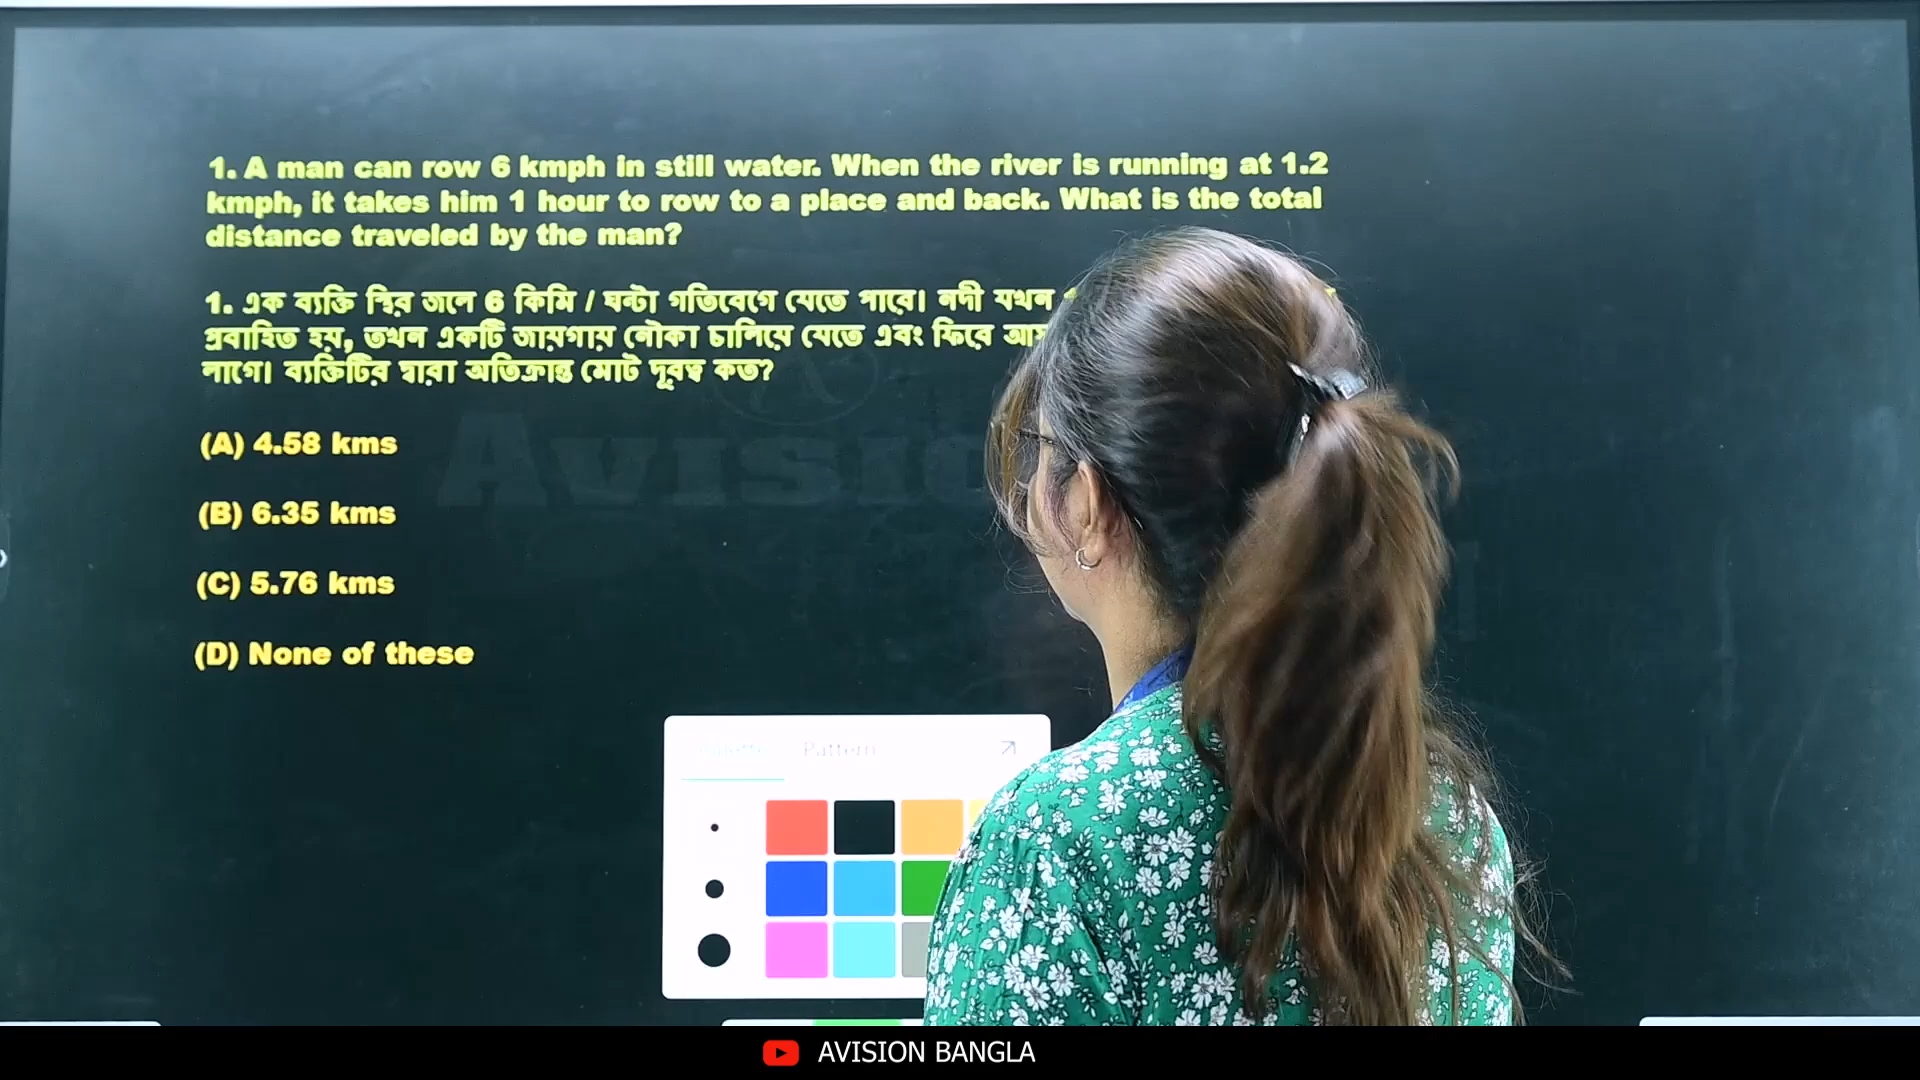 1. A man can row 6 kmph in still water. When the river is running at 1.2
kmph, it takes him 1 hour to row to a place and back. What is the total
distance traveled by the man?
1. এক ব্যক্তি স্থির জলে 6 কিমি / ঘন্টা গতিবেগে যেতে পারে। নদী যখন
প্রবাহিত হয়, তখন একটি জায়গায় নৌকা চালিয়ে যেতে এবং ফিরে
লাগে। ব্যক্তিটির দ্বারা অতিক্রান্ত মোট দূরত্ব কত?
(A) 4.58 kms
(B) 6.35 kms
(C) 5.76 kms
(D) None of these
Palette Pattern
AVISION BANGLA